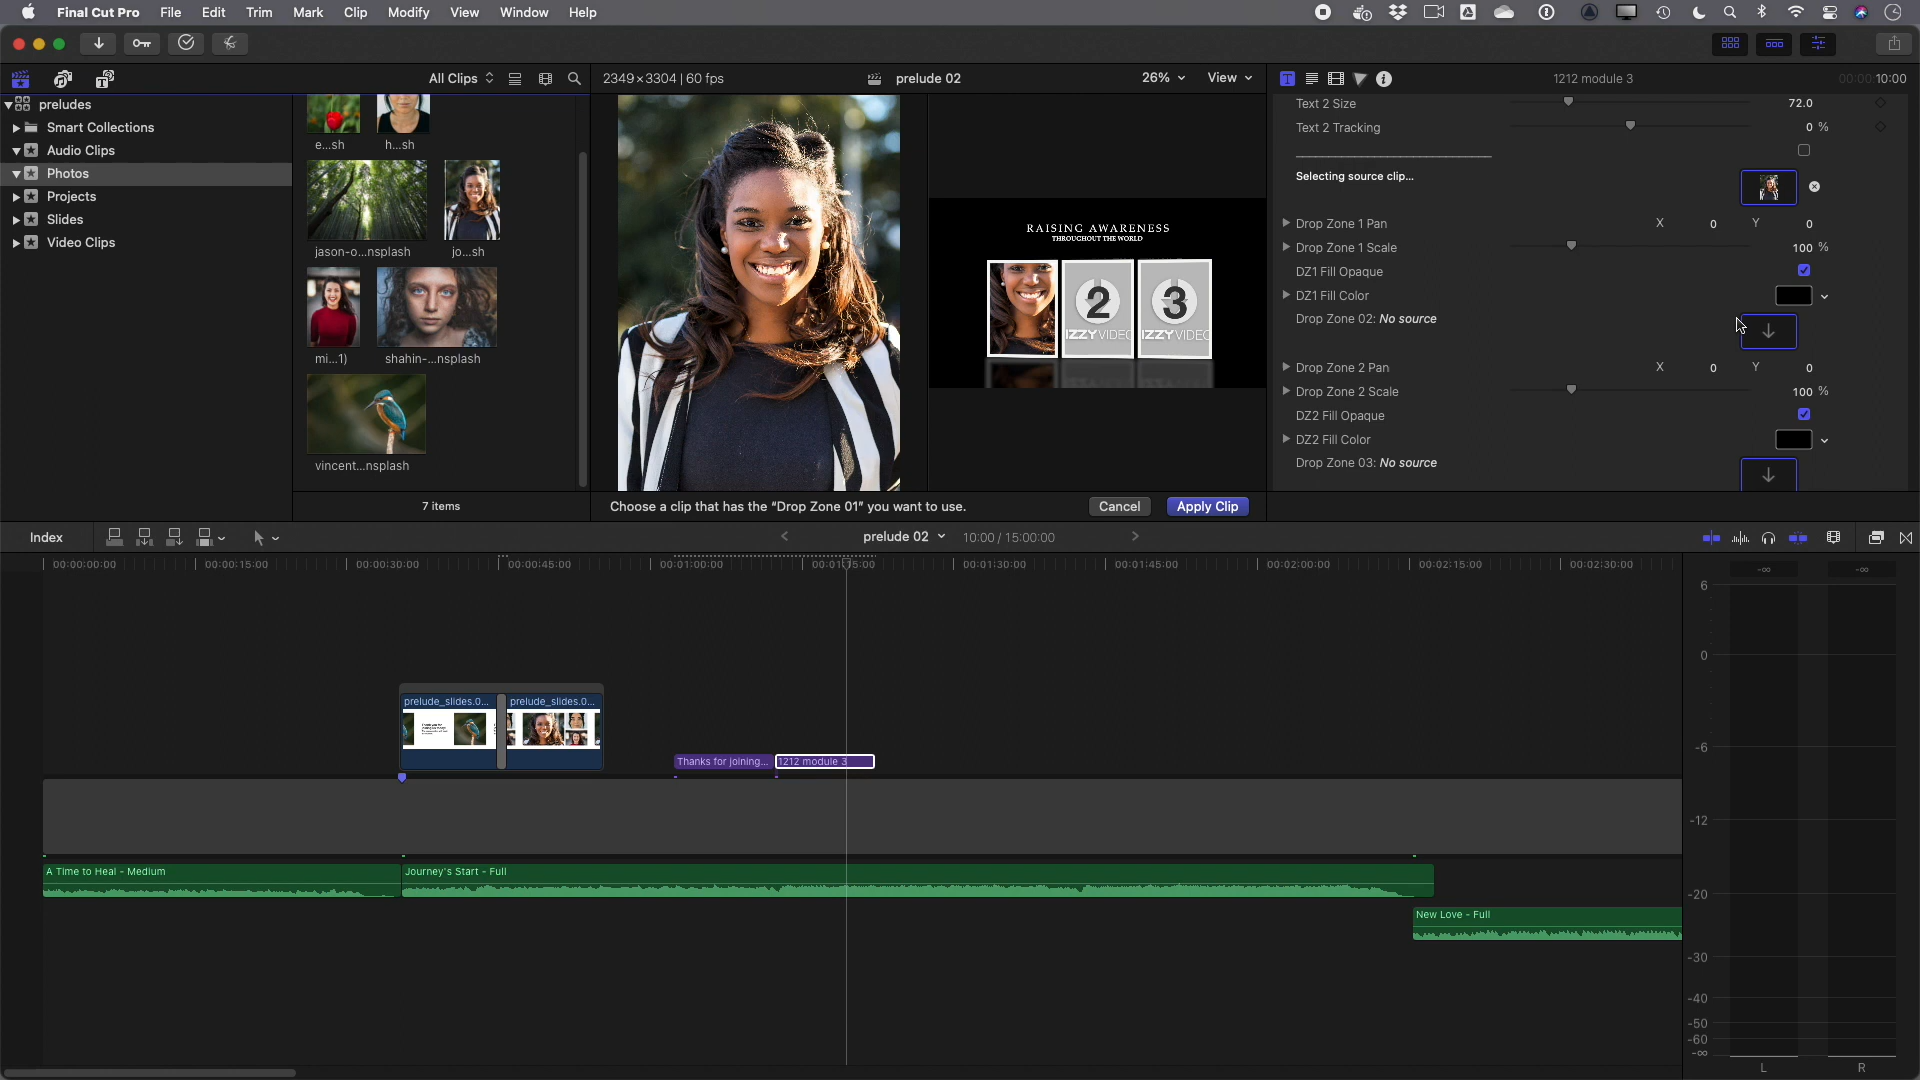 Final Cut Pro File Edit Trim Mark Clip Modify View Window Help
All Clips
2349×3304 | 60 fps
prelude 02
26%
View
1212 module 3
00:00:10:00
preludes
Smart Collections
Audio Clips
Photos
Projects
Slides
Video Clips
e...sh
h...sh
jason-o...nsplash
jo...sh
mi...1)
shahin-...nsplash
vincent...nsplash
7 items
RAISING AWARENESS
THROUGHOUT THE WORLD
2
3
IZZYVIDEO
IZZYVIDEO
Choose a clip that has the "Drop Zone 01" you want to use.
Cancel
Apply Clip
Text 2 Size 72.0
Text 2 Tracking 0 %
Selecting source clip...
Drop Zone 1 Pan X 0 Y 0
Drop Zone 1 Scale 100 %
DZ1 Fill Opaque
DZ1 Fill Color
Drop Zone 02: No source
Drop Zone 2 Pan X 0 Y 0
Drop Zone 2 Scale 100 %
DZ2 Fill Opaque
DZ2 Fill Color
Drop Zone 03: No source
Index
prelude 02
10:00 / 15:00:00
00:00:00:00 00:00:15:00 00:00:30:00 00:00:45:00 00:01:00:00 00:01:15:00 00:01:30:00 00:01:45:00 00:02:00:00 00:02:15:00 00:02:30:00
prelude_slides.0...
prelude_slides.0...
Thanks for joining...
1212 module 3
A Time to Heal - Medium
Journey's Start - Full
New Love - Full
-∞ -∞
6
0
-6
-12
-20
-30
-40
-50
-60
-∞
L R